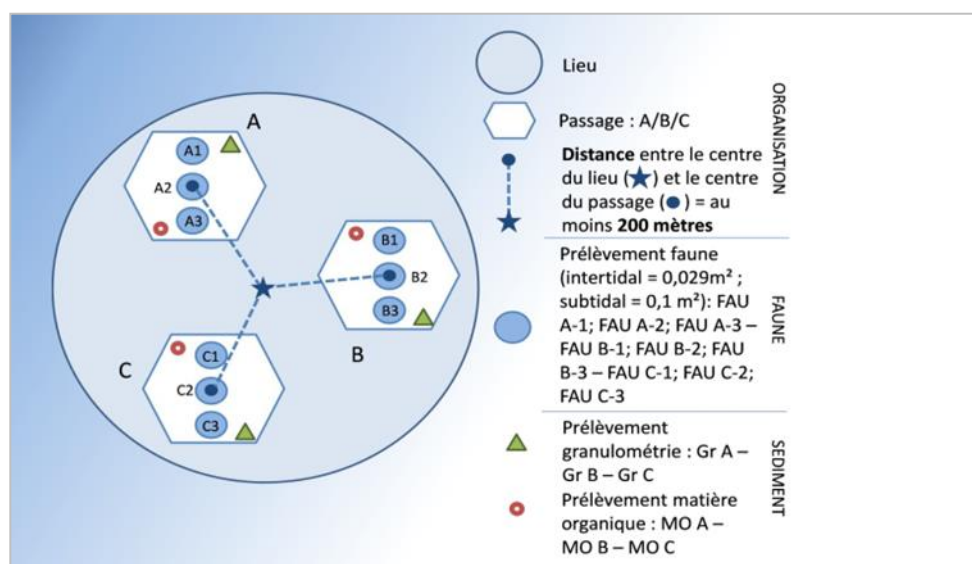 A
A1
A2
A3
B1
B2
B3
B
C
C1
C2
C3
Lieu
Passage : A/B/C
Distance entre le centre
du lieu (★) et le centre
du passage (●) = au
moins 200 mètres
ORGANISATION
Prélèvement faune
(intertidal = 0,029m² ;
subtidal = 0,1 m²): FAU
A-1; FAU A-2; FAU A-3 –
FAU B-1; FAU B-2; FAU
B-3 – FAU C-1; FAU C-2;
FAU C-3
FAUNE
Prélèvement
granulométrie : Gr A –
Gr B – Gr C
Prélèvement matière
organique : MO A –
MO B – MO C
SEDIMENT